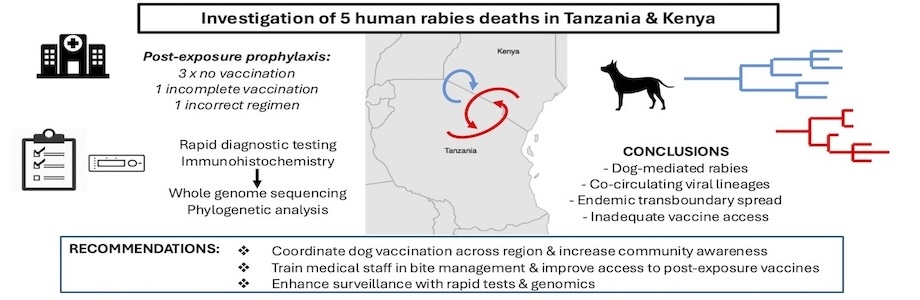 Investigation of 5 human rabies deaths in Tanzania & Kenya
Post-exposure prophylaxis:
3 x no vaccination
1 incomplete vaccination
1 incorrect regimen
Rapid diagnostic testing
Immunohistochemistry
Whole genome sequencing
Phylogenetic analysis
Kenya
Tanzania
CONCLUSIONS
- Dog-mediated rabies
- Co-circulating viral lineages
- Endemic transboundary spread
- Inadequate vaccine access
RECOMMENDATIONS:
❖ Coordinate dog vaccination across region & increase community awareness
❖ Train medical staff in bite management & improve access to post-exposure vaccines
❖ Enhance surveillance with rapid tests & genomics